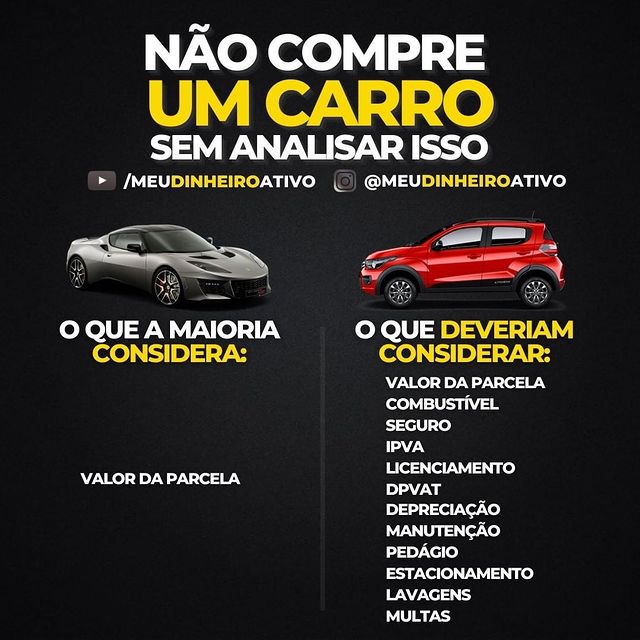 NÃO COMPRE
UM CARRO
SEM ANALISAR ISSO
/MEUDINHEIROATIVO @MEUDINHEIROATIVO
O QUE A MAIORIA
CONSIDERA:
VALOR DA PARCELA
O QUE DEVERIAM
CONSIDERAR:
VALOR DA PARCELA
COMBUSTÍVEL
SEGURO
IPVA
LICENCIAMENTO
DPVAT
DEPRECIAÇÃO
MANUTENÇÃO
PEDÁGIO
ESTACIONAMENTO
LAVAGENS
MULTAS